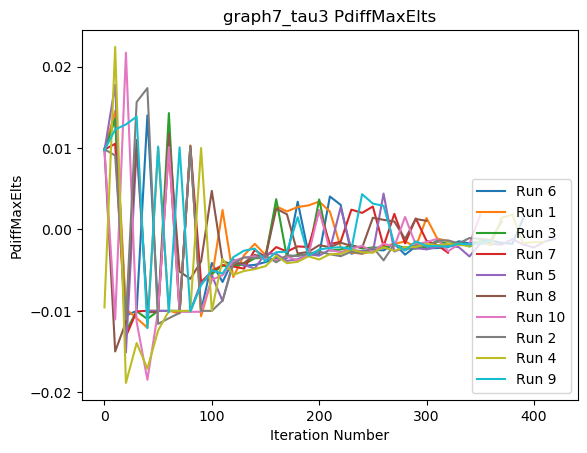 graph7_tau3 PdiffMaxElts
PdiffMaxElts
0.02
0.01
0.00
−0.01
−0.02
0
100
200
300
400
Iteration Number
Run 6
Run 1
Run 3
Run 7
Run 5
Run 8
Run 10
Run 2
Run 4
Run 9